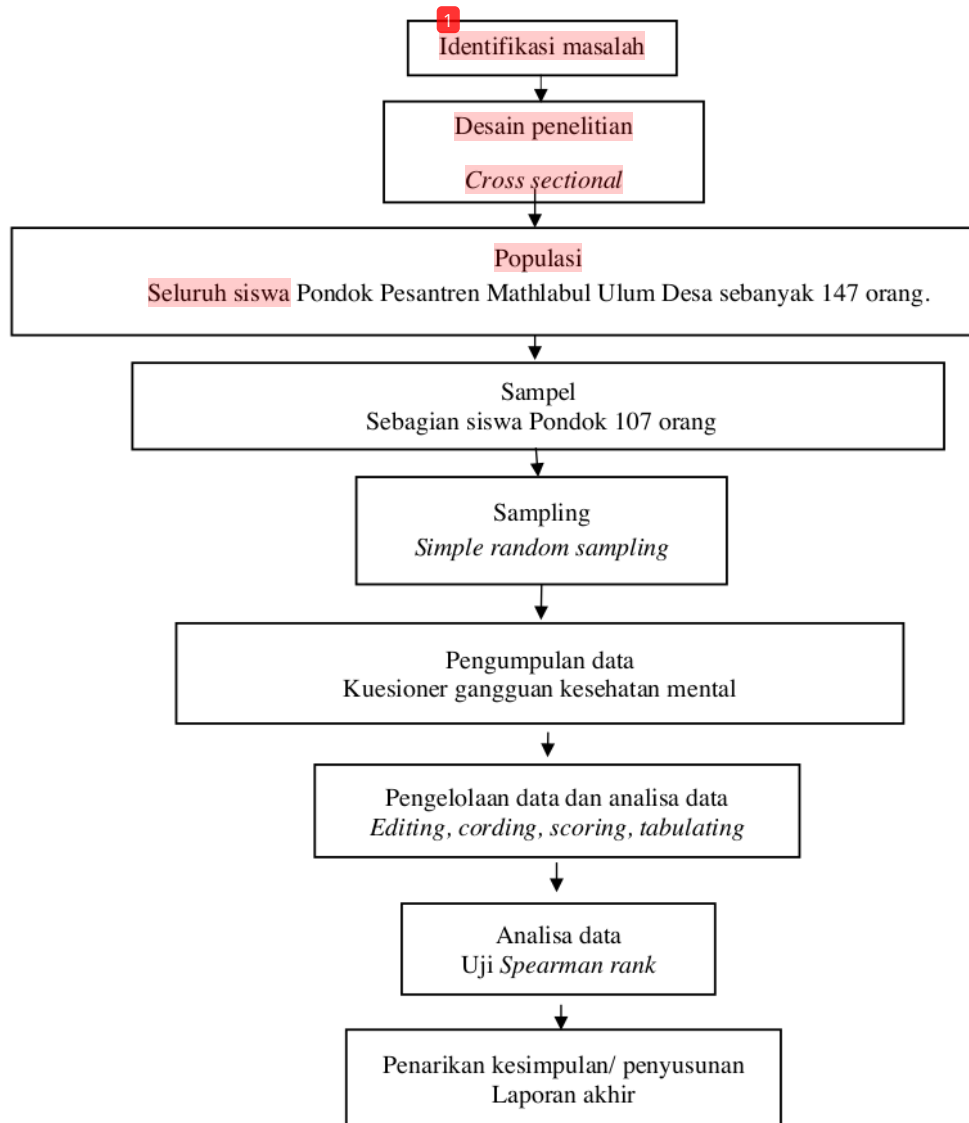 1
Identifikasi masalah
Desain penelitian
Cross sectional
Populasi
Seluruh siswa Pondok Pesantren Mathlabul Ulum Desa sebanyak 147 orang.
Sampel
Sebagian siswa Pondok 107 orang
Sampling
Simple random sampling
Pengumpulan data
Kuesioner gangguan kesehatan mental
Pengelolaan data dan analisa data
Editing, cording, scoring, tabulating
Analisa data
Uji Spearman rank
Penarikan kesimpulan/ penyusunan
Laporan akhir